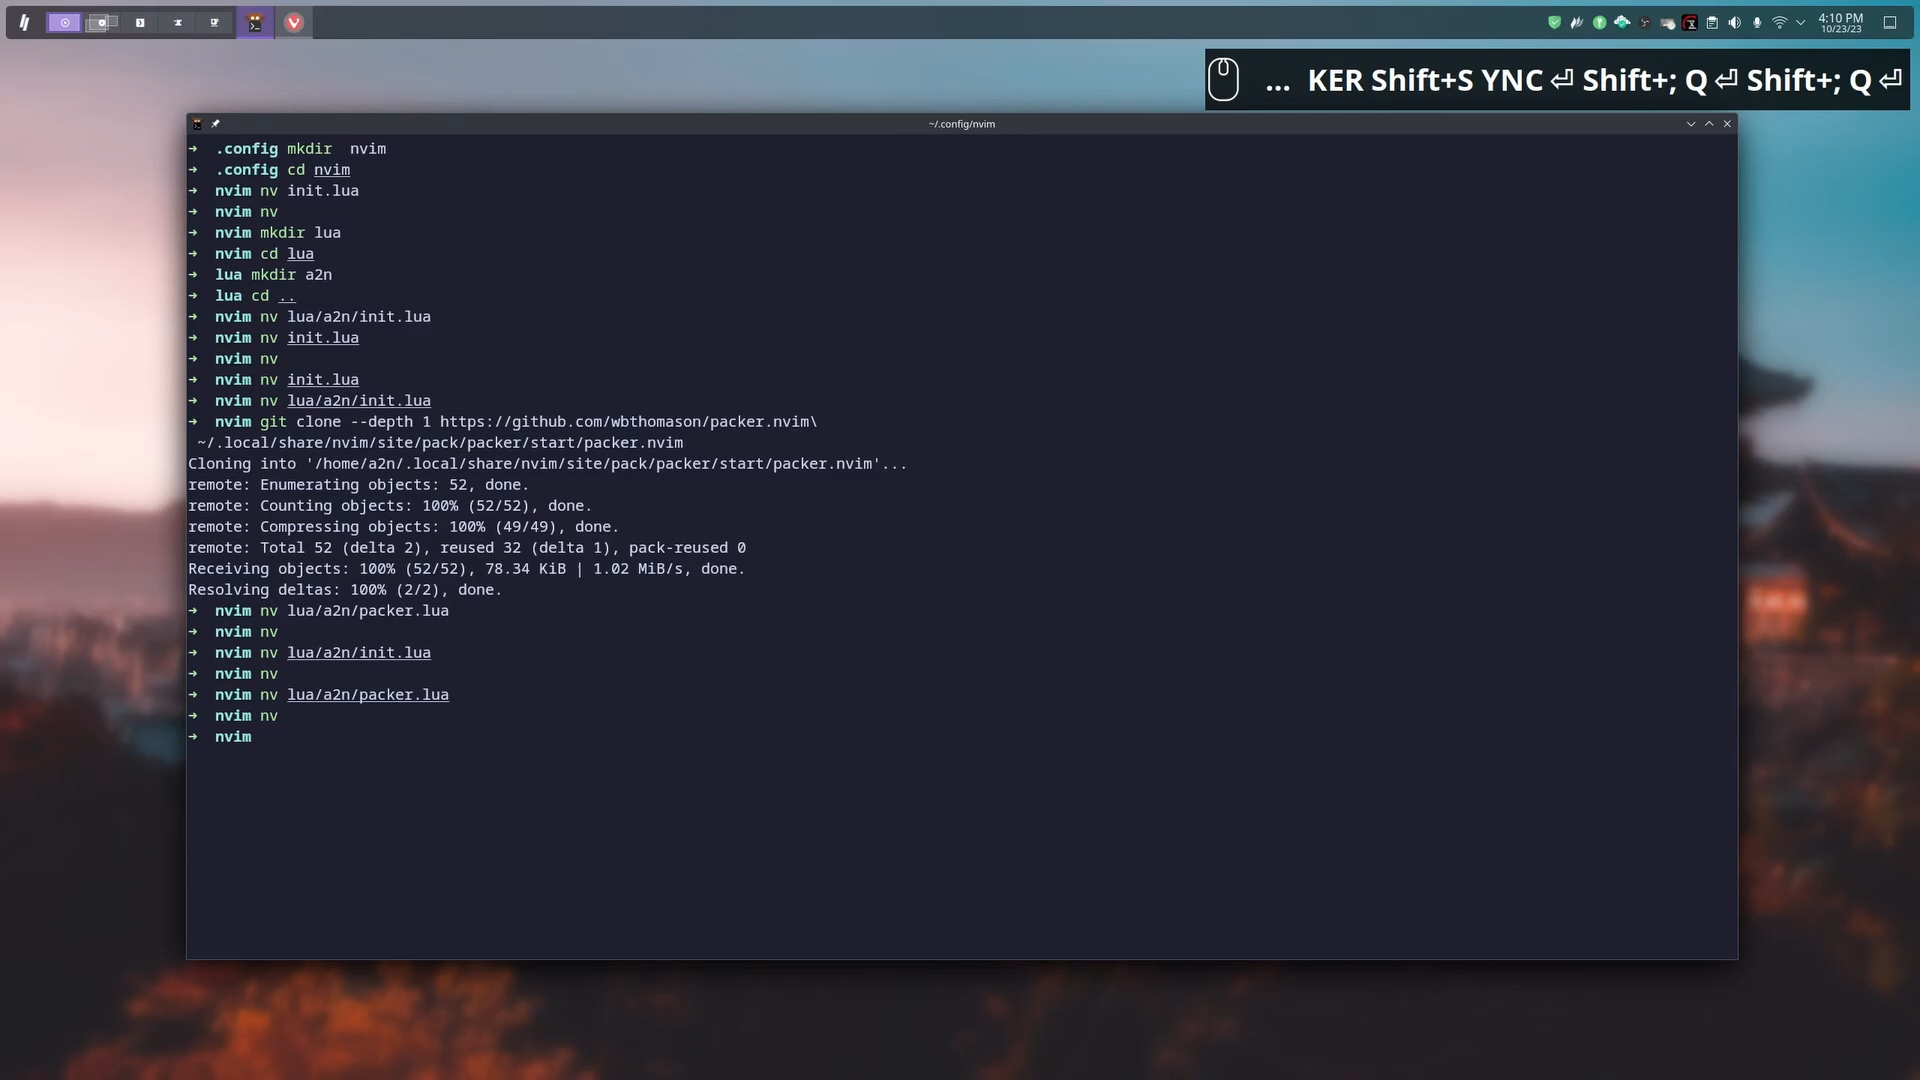 4:10 PM
10/23/23
... KER Shift+S YNC ⏎ Shift+; Q ⏎ Shift+; Q ⏎
~/.config/nvim
➜ .config mkdir  nvim
➜ .config cd nvim
➜ nvim nv init.lua
➜ nvim nv
➜ nvim mkdir lua
➜ nvim cd lua
➜ lua mkdir a2n
➜ lua cd ..
➜ nvim nv lua/a2n/init.lua
➜ nvim nv init.lua
➜ nvim nv
➜ nvim nv init.lua
➜ nvim nv lua/a2n/init.lua
➜ nvim git clone --depth 1 https://github.com/wbthomason/packer.nvim\
~/.local/share/nvim/site/pack/packer/start/packer.nvim
Cloning into '/home/a2n/.local/share/nvim/site/pack/packer/start/packer.nvim'...
remote: Enumerating objects: 52, done.
remote: Counting objects: 100% (52/52), done.
remote: Compressing objects: 100% (49/49), done.
remote: Total 52 (delta 2), reused 32 (delta 1), pack-reused 0
Receiving objects: 100% (52/52), 78.34 KiB | 1.02 MiB/s, done.
Resolving deltas: 100% (2/2), done.
➜ nvim nv lua/a2n/packer.lua
➜ nvim nv
➜ nvim nv lua/a2n/init.lua
➜ nvim nv
➜ nvim nv lua/a2n/packer.lua
➜ nvim nv
➜ nvim